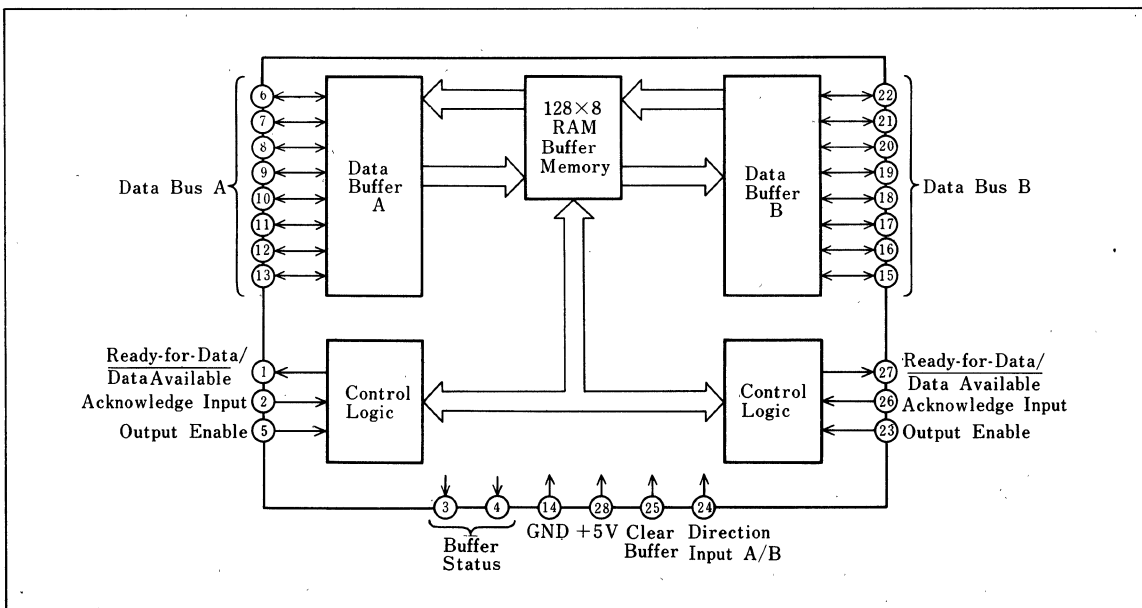 6
7
8
9
10
11
12
13
Data Bus A
Data
Buffer
A
128×8
RAM
Buffer
Memory
Data
Buffer
B
22
21
20
19
18
17
16
15
Data Bus B
Ready-for-Data/
Data Available
1
Acknowledge Input
2
Output Enable
5
Control
Logic
Control
Logic
27
Ready-for-Data/
Data Available
26
Acknowledge Input
23
Output Enable
3
4
14
28
25
24
Buffer
Status
GND
+5V
Clear
Buffer
Direction
Input A/B